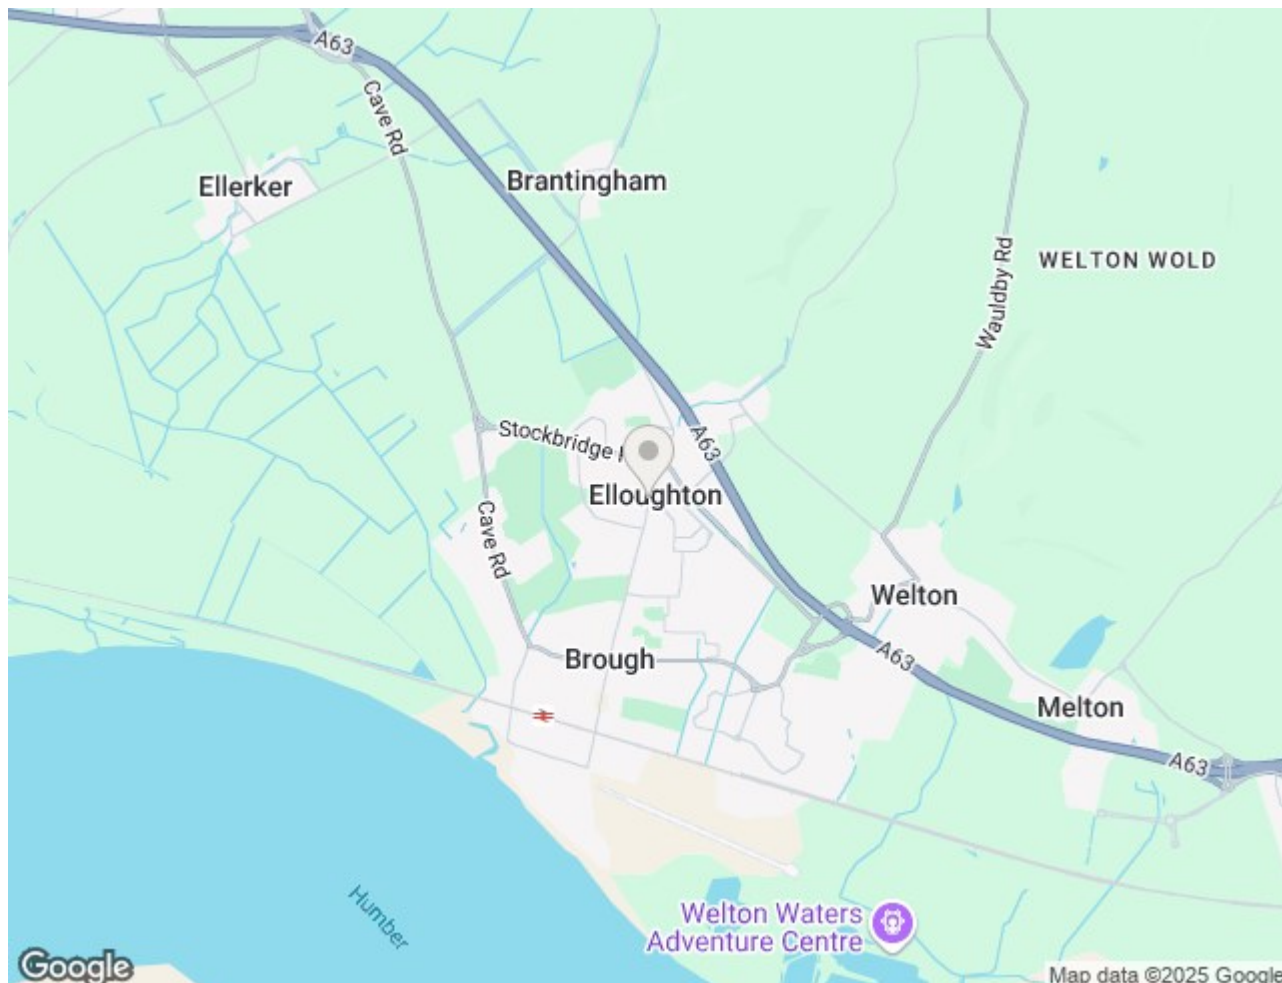 A63
Cave Rd
Ellerker
Brantingham
WELTON WOLD
Wauldby Rd
Stockbridge
A63
Elloughton
Cave Rd
Welton
Brough
A63
Melton
A63
Humber
Welton Waters
Adventure Centre
Google
Map data ©2025 Google